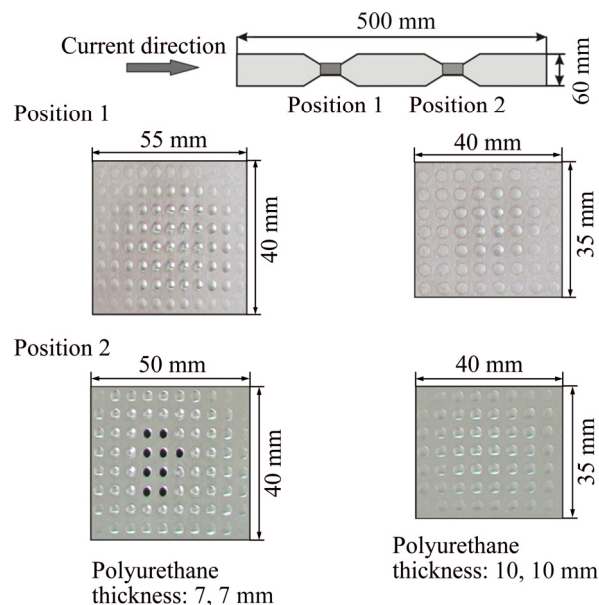 500 mm
Current direction
60 mm
Position 1 Position 2
Position 1
55 mm
40 mm
40 mm
35 mm
Position 2
50 mm
40 mm
40 mm
35 mm
Polyurethane
thickness: 7, 7 mm
Polyurethane
thickness: 10, 10 mm